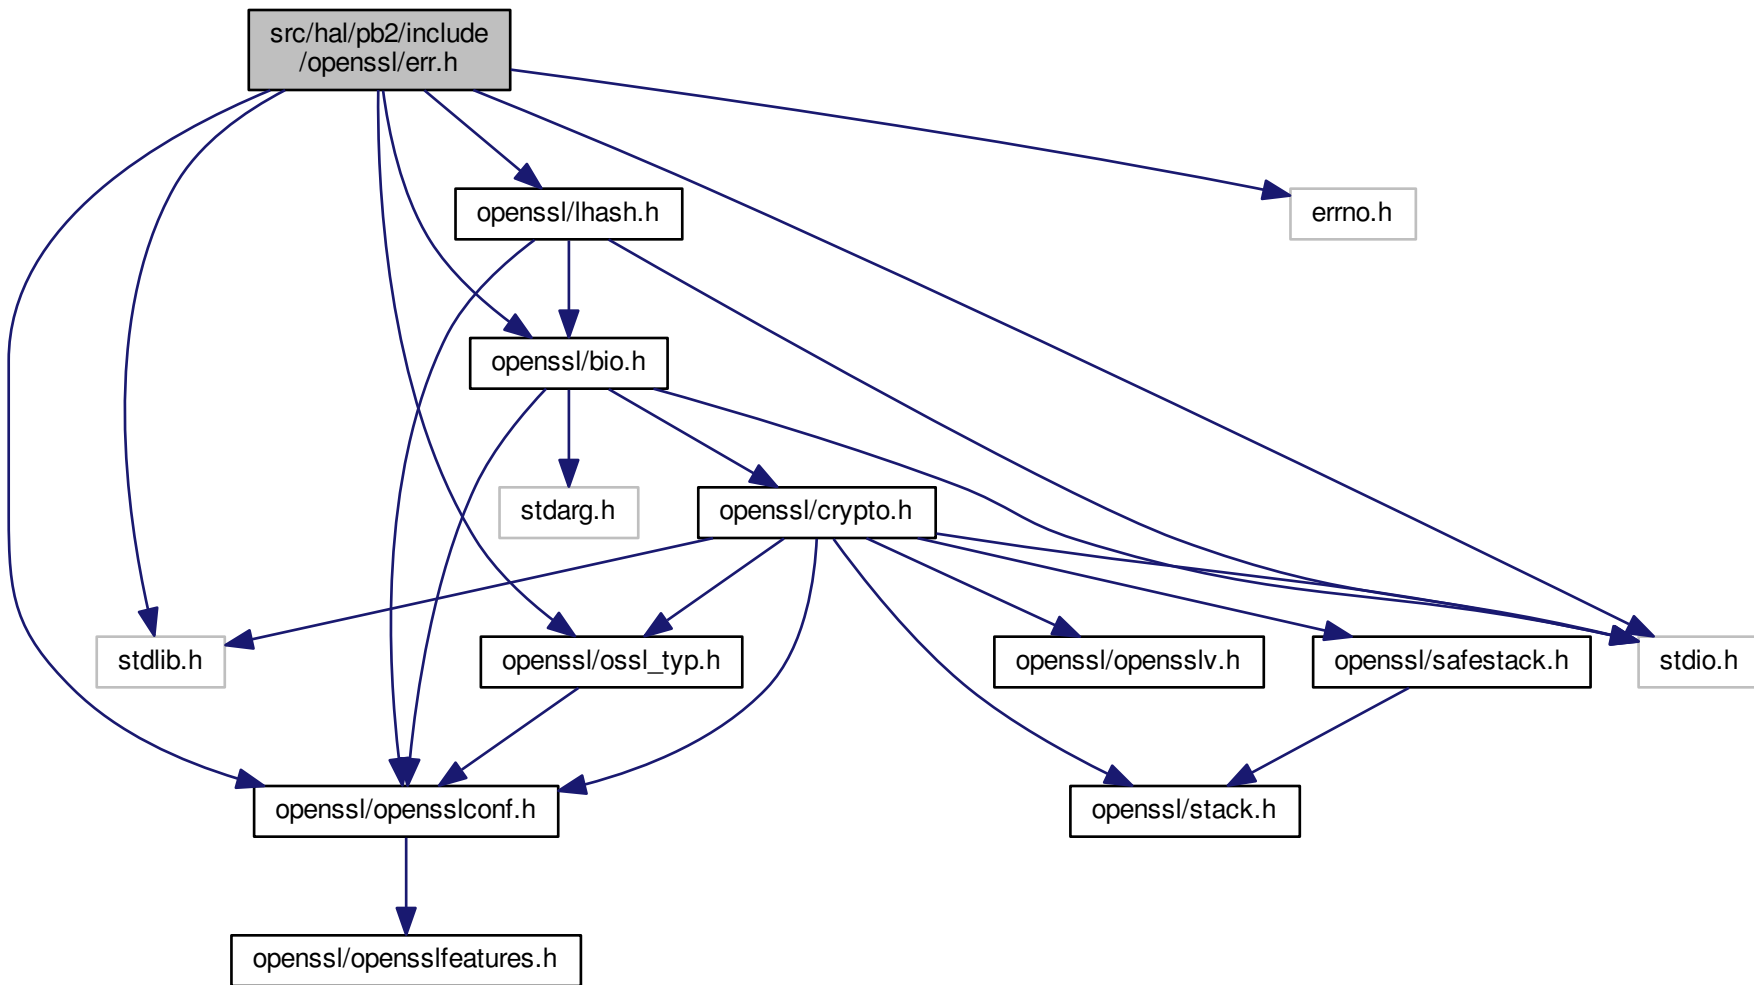 src/hal/pb2/include
/openssl/err.h
openssl/lhash.h
errno.h
openssl/bio.h
stdarg.h
openssl/crypto.h
stdlib.h
openssl/ossl_typ.h
openssl/opensslv.h
openssl/safestack.h
stdio.h
openssl/opensslconf.h
openssl/stack.h
openssl/opensslfeatures.h